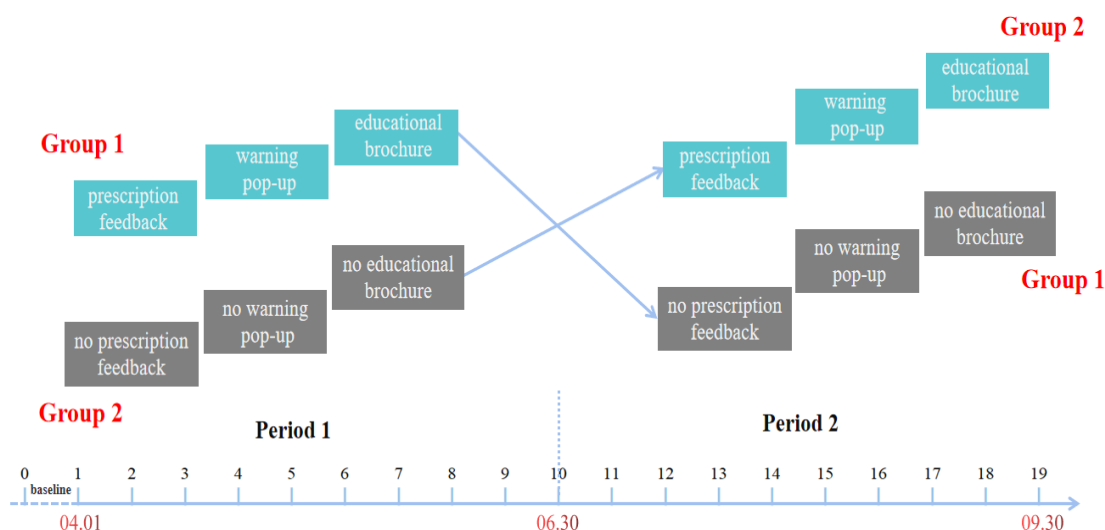 Group 2
educational
brochure
warning
pop-up
educational
brochure
Group 1
warning
pop-up
prescription
feedback
prescription
feedback
no educational
brochure
no warning
pop-up
no educational
brochure
Group 1
no warning
pop-up
no prescription
feedback
no prescription
feedback
Group 2
Period 1
Period 2
0 1 2 3 4 5 6 7 8 9 10 11 12 13 14 15 16 17 18 19
baseline
04.01 06.30 09.30